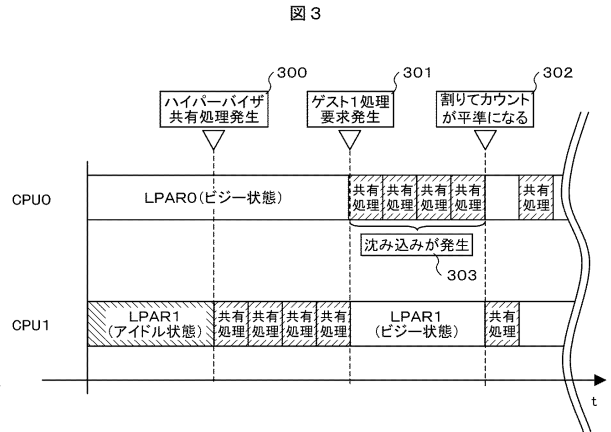 図3
300
301
302
ハイパーバイザ
共有処理発生
ゲスト1処理
要求発生
割りてカウント
が平準になる
CPU0
LPAR0(ビジー状態)
共有
処理
共有
処理
共有
処理
共有
処理
共有
処理
沈み込みが発生
303
CPU1
LPAR1
(アイドル状態)
共有
処理
共有
処理
共有
処理
共有
処理
LPAR1
(ビジー状態)
共有
処理
t